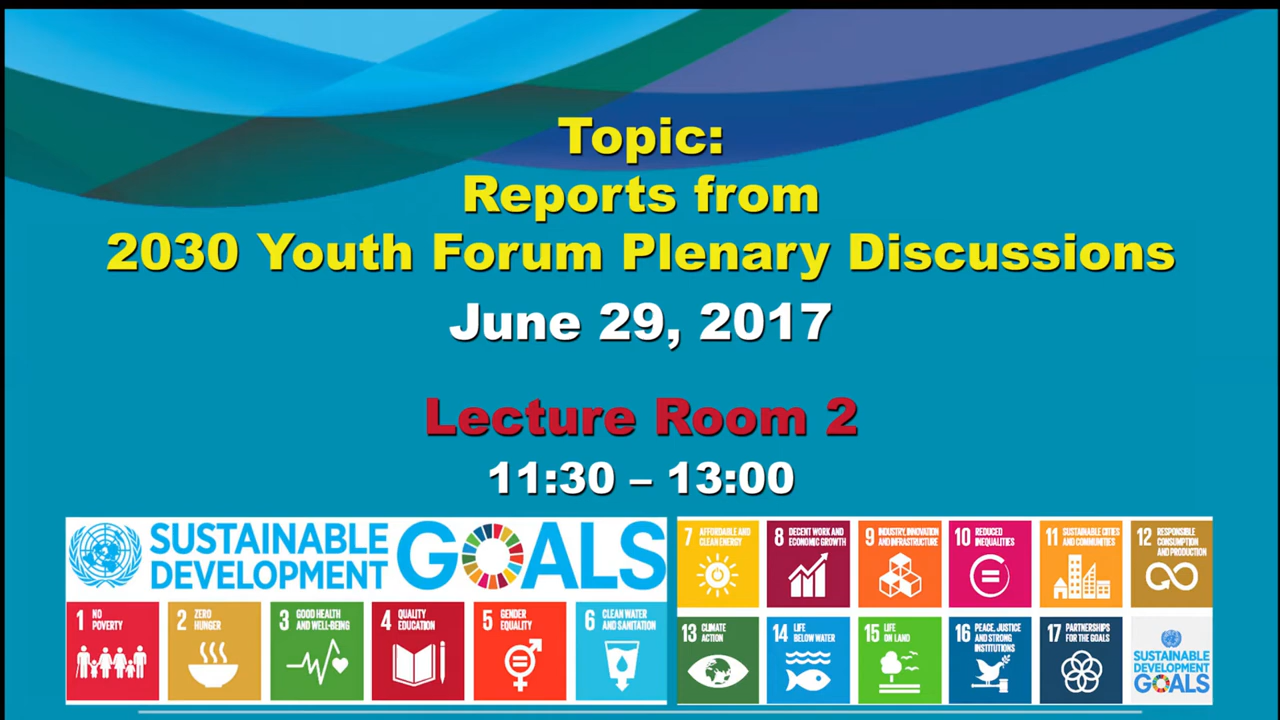 Topic:
Reports from
2030 Youth Forum Plenary Discussions
June 29, 2017
Lecture Room 2
11:30 – 13:00
SUSTAINABLE
DEVELOPMENT
GOALS
1 NO
POVERTY
2 ZERO
HUNGER
3 GOOD HEALTH
AND WELL-BEING
4 QUALITY
EDUCATION
5 GENDER
EQUALITY
6 CLEAN WATER
AND SANITATION
7 AFFORDABLE AND
CLEAN ENERGY
8 DECENT WORK AND
ECONOMIC GROWTH
9 INDUSTRY, INNOVATION
AND INFRASTRUCTURE
10 REDUCED
INEQUALITIES
11 SUSTAINABLE CITIES
AND COMMUNITIES
12 RESPONSIBLE
CONSUMPTION
AND PRODUCTION
13 CLIMATE
ACTION
14 LIFE
BELOW WATER
15 LIFE
ON LAND
16 PEACE, JUSTICE
AND STRONG
INSTITUTIONS
17 PARTNERSHIPS
FOR THE GOALS
SUSTAINABLE
DEVELOPMENT
GOALS